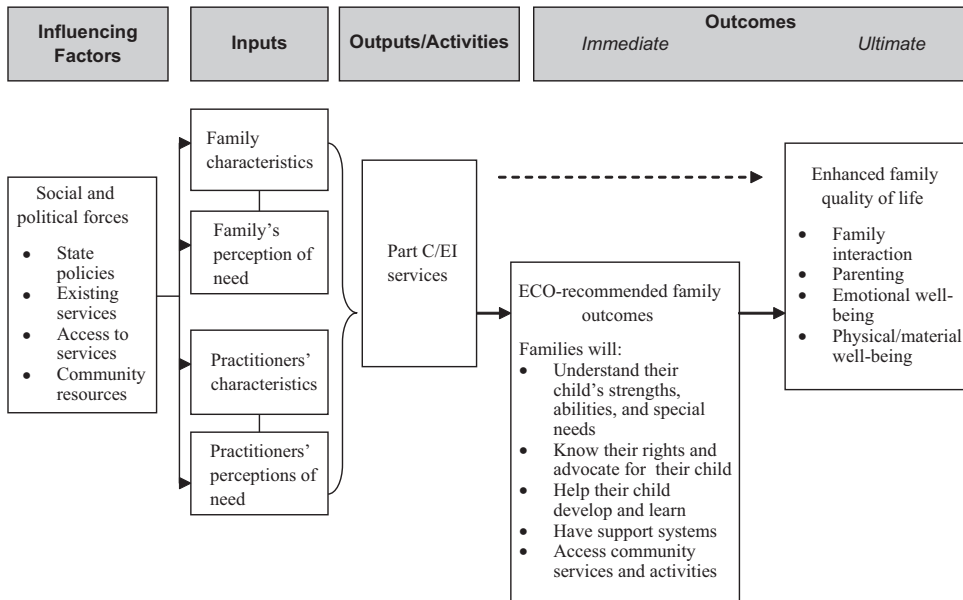 Influencing
Factors
Inputs
Outputs/Activities
Outcomes
Immediate
Ultimate
Social and
political forces
• State
policies
• Existing
services
• Access to
services
• Community
resources
Family
characteristics
Family’s
perception of
need
Practitioners’
characteristics
Practitioners’
perceptions of
need
Part C/EI
services
ECO-recommended family
outcomes
Families will:
• Understand their
child’s strengths,
abilities, and special
needs
• Know their rights and
advocate for their child
• Help their child
develop and learn
• Have support systems
• Access community
services and activities
Enhanced family
quality of life
• Family
interaction
• Parenting
• Emotional well-
being
• Physical/material
well-being